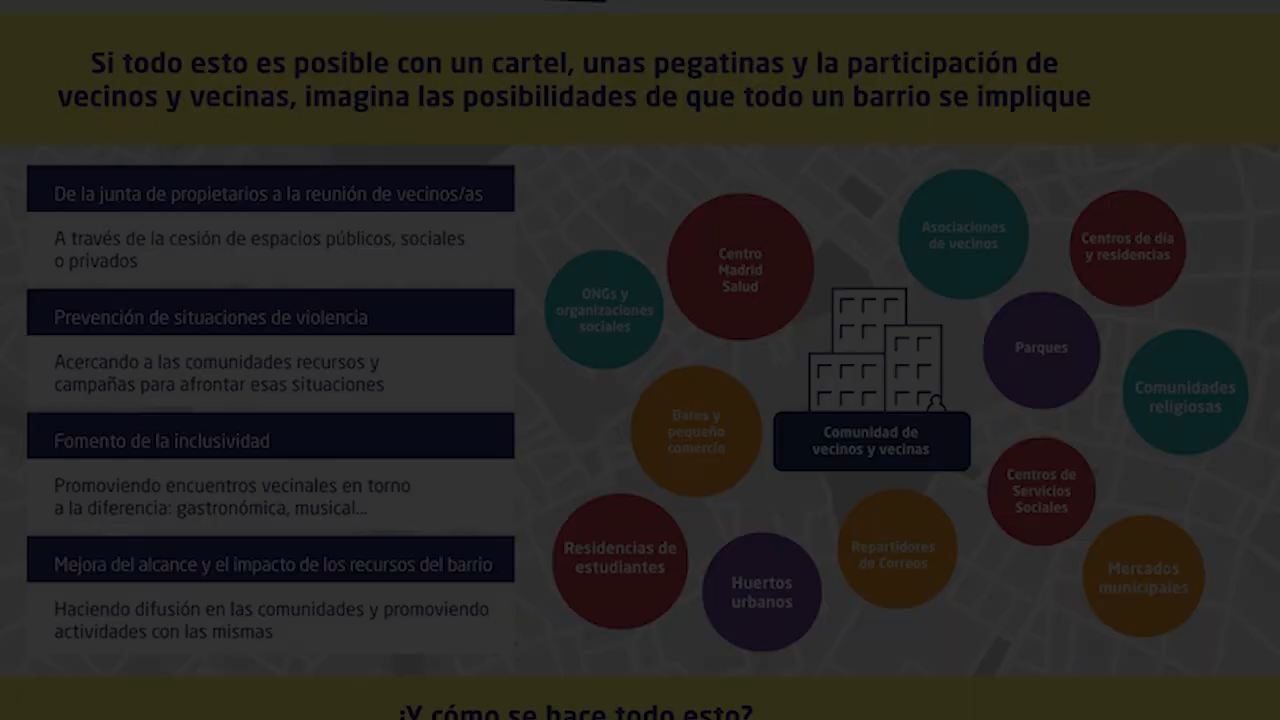 Si todo esto es posible con un cartel, unas pegatinas y la participación de
vecinos y vecinas, imagina las posibilidades de que todo un barrio se implique
De la junta de propietarios a la reunión de vecinos/as
A través de la cesión de espacios públicos, sociales
o privados
Prevención de situaciones de violencia
Acercando a las comunidades recursos y
campañas para afrontar esas situaciones
Fomento de la inclusividad
Promoviendo encuentros vecinales en torno
a la diferencia: gastronómica, musical...
Mejora del alcance y el impacto de los recursos del barrio
Haciendo difusión en las comunidades y promoviendo
actividades con las mismas
ONGs y
organizaciones
sociales
Centro
Madrid
Salud
Asociaciones
de vecinos
Centros de día
y residencias
Parques
Comunidades
religiosas
Bares y
pequeño
comercio
Comunidad de
vecinos y vecinas
Centros de
Servicios
Sociales
Residencias de
estudiantes
Huertos
urbanos
Repartidores
de Correos
Mercados
municipales
¿Y cómo se hace todo esto?